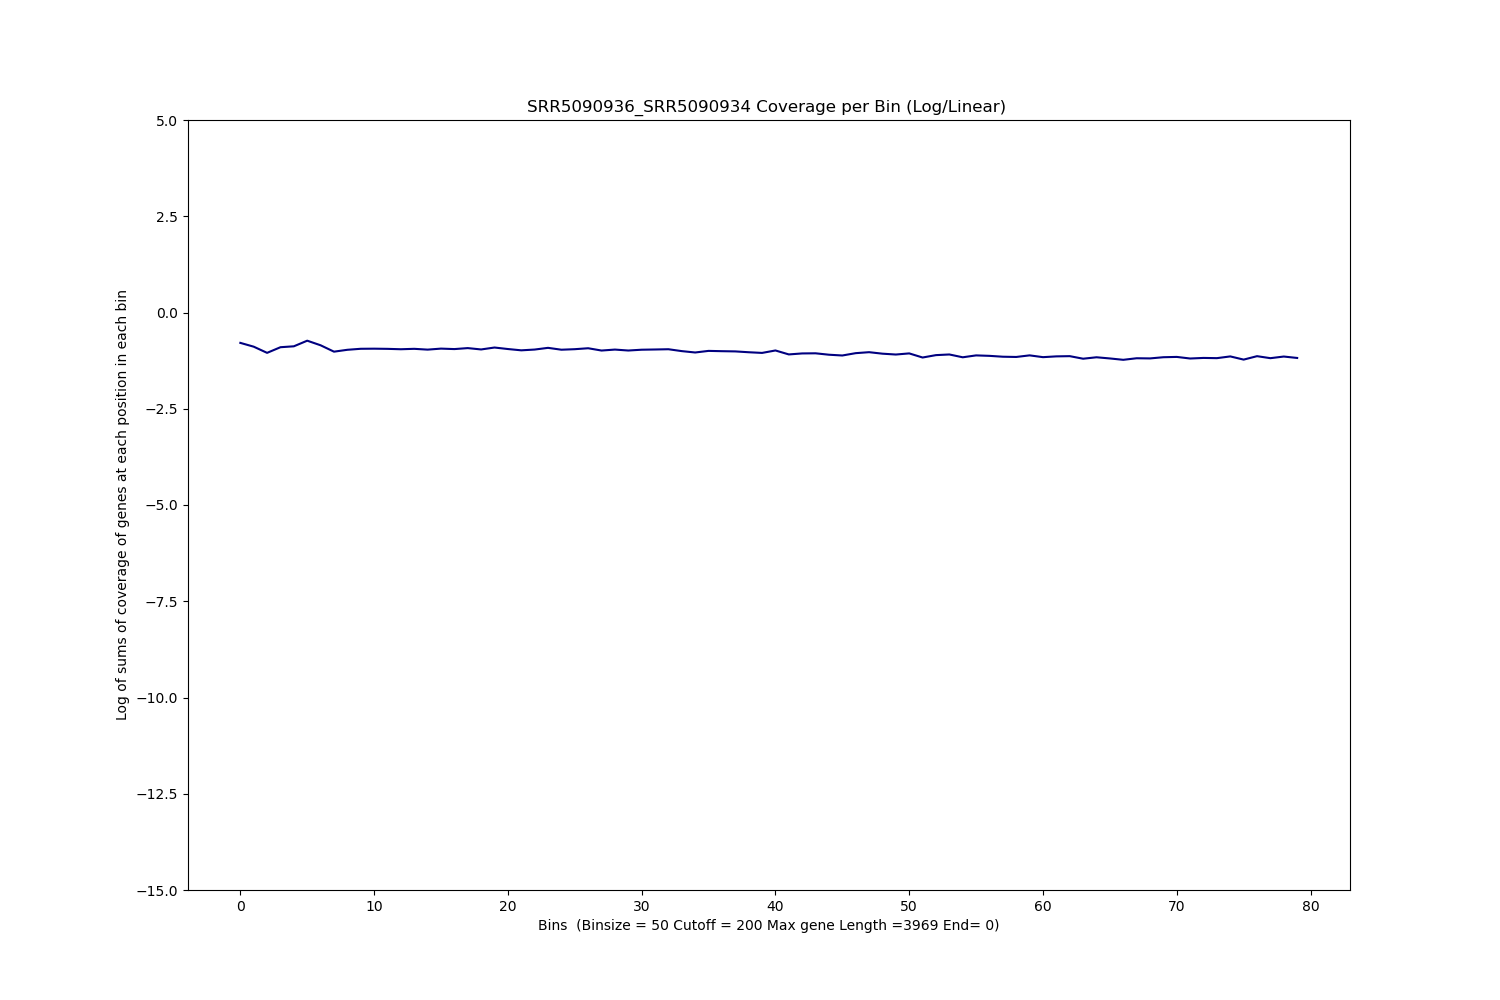 SRR5090936_SRR5090934 Coverage per Bin (Log/Linear)
5.0
2.5
0.0
−2.5
−5.0
−7.5
−10.0
−12.5
−15.0
Log of sums of coverage of genes at each position in each bin
0 10 20 30 40 50 60 70 80
Bins  (Binsize = 50 Cutoff = 200 Max gene Length =3969 End= 0)